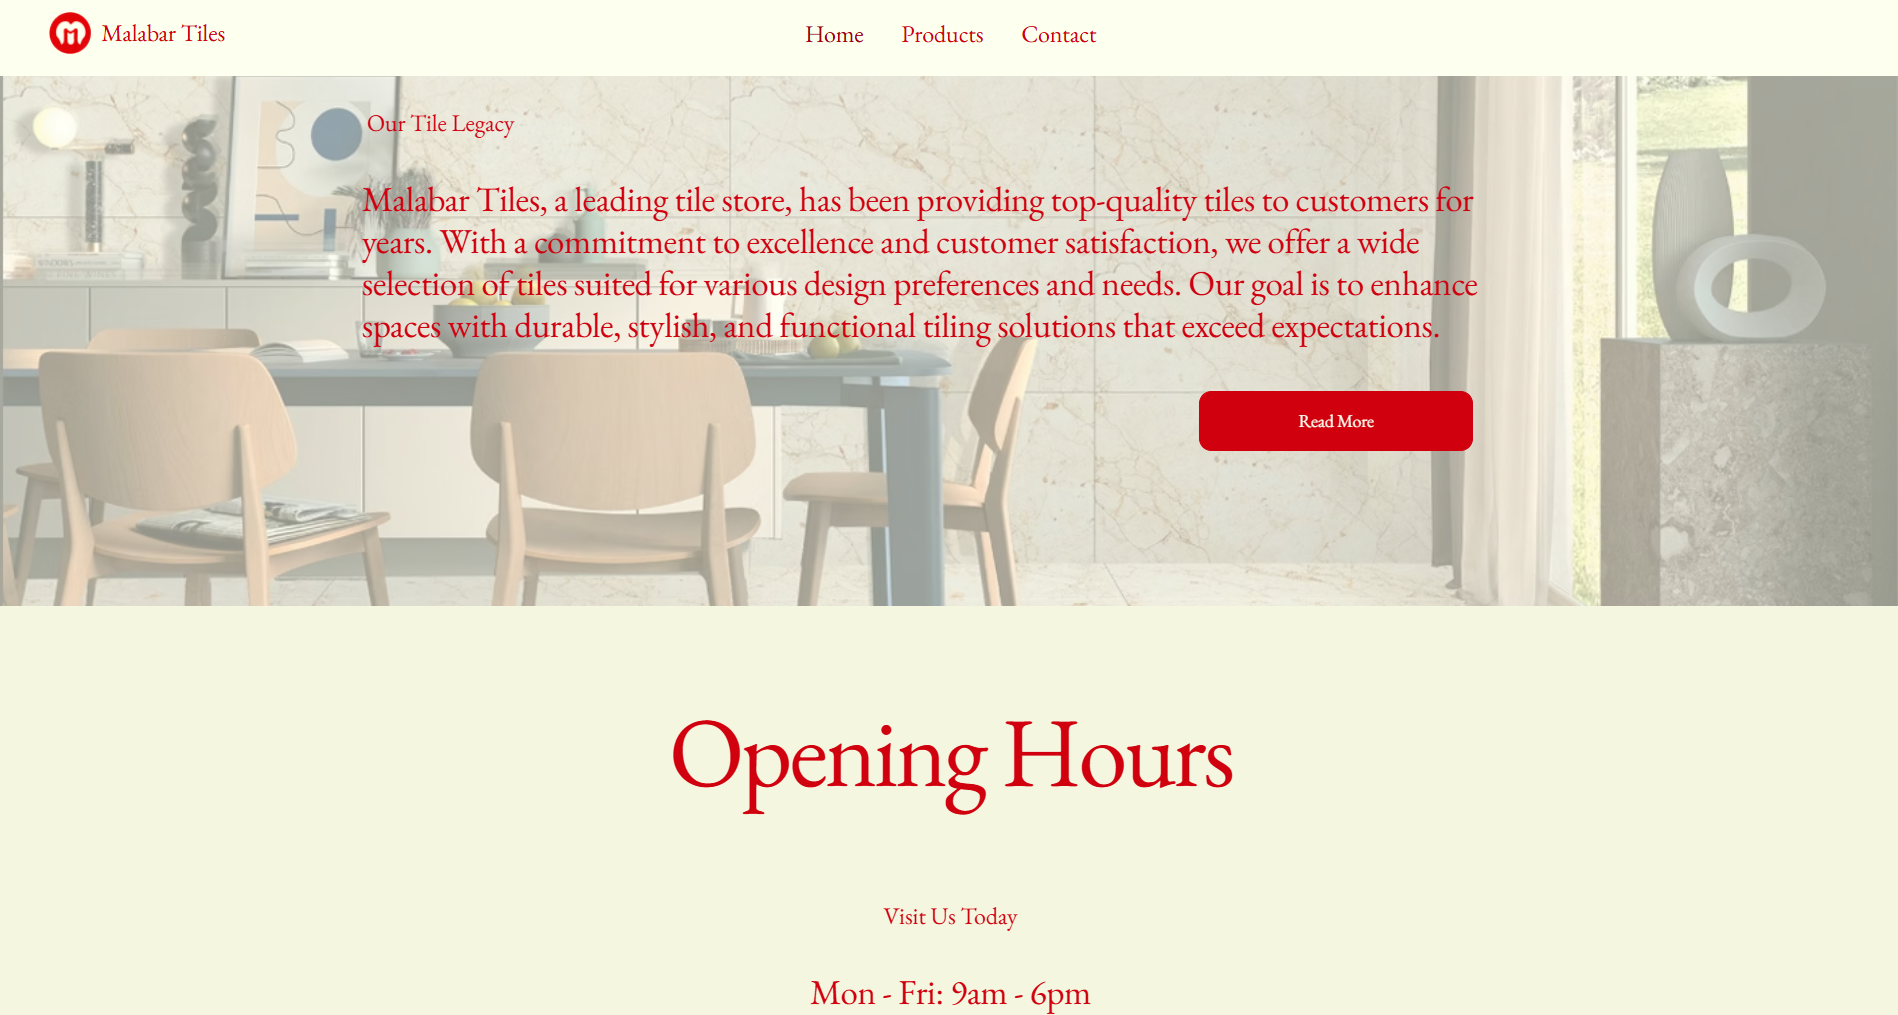 Malabar Tiles
Home Products Contact
Our Tile Legacy
Malabar Tiles, a leading tile store, has been providing top-quality tiles to customers for
years. With a commitment to excellence and customer satisfaction, we offer a wide
selection of tiles suited for various design preferences and needs. Our goal is to enhance
spaces with durable, stylish, and functional tiling solutions that exceed expectations.
Read More
Opening Hours
Visit Us Today
Mon - Fri: 9am - 6pm